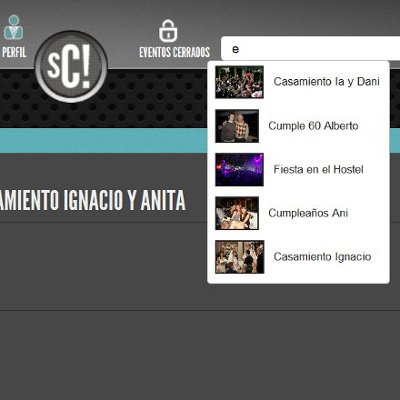 PERFIL
sC!
EVENTOS CERRADOS
e
Casamiento Ia y Dani
Cumple 60 Alberto
Fiesta en el Hostel
AMIENTO IGNACIO Y ANITA
Cumpleaños Ani
Casamiento Ignacio